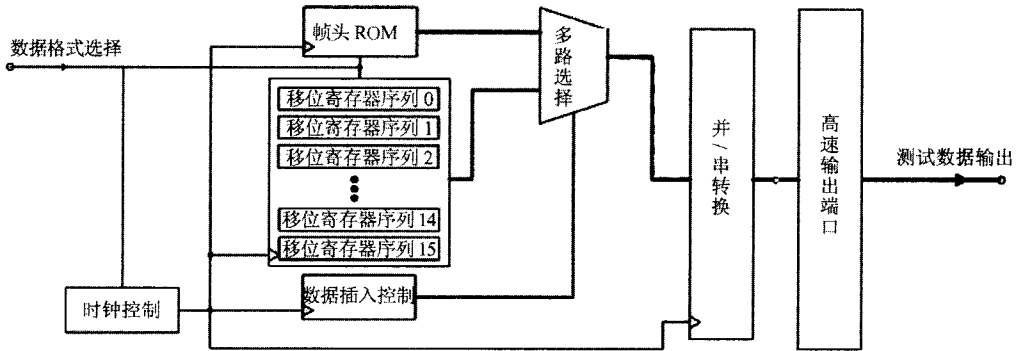 帧头 ROM
数据格式选择
移位寄存器序列 0
移位寄存器序列 1
移位寄存器序列 2
移位寄存器序列 14
移位寄存器序列 15
数据插入控制
时钟控制
多路选择
并/串转换
高速输出端口
测试数据输出